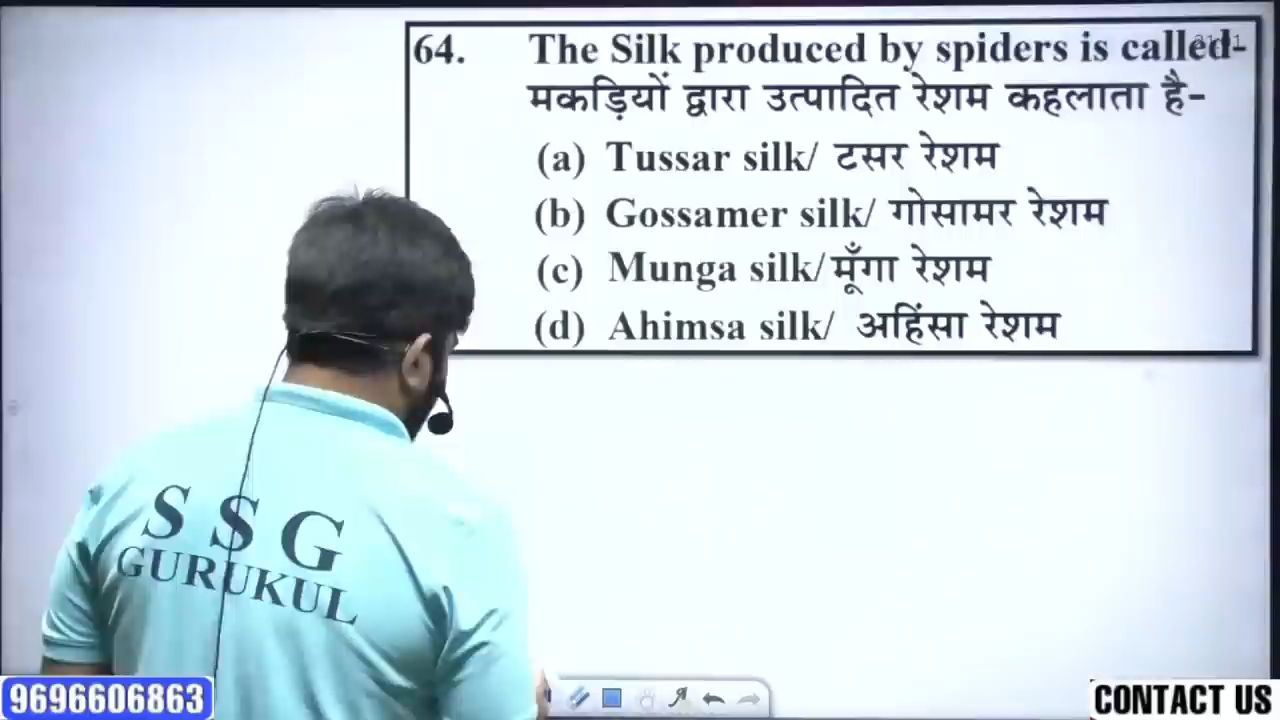 64. The Silk produced by spiders is called-
मकड़ियों द्वारा उत्पादित रेशम कहलाता है-
(a) Tussar silk/ टसर रेशम
(b) Gossamer silk/ गोसामर रेशम
(c) Munga silk/मूँगा रेशम
(d) Ahimsa silk/ अहिंसा रेशम
S S G
GURUKUL
9696606863
CONTACT US